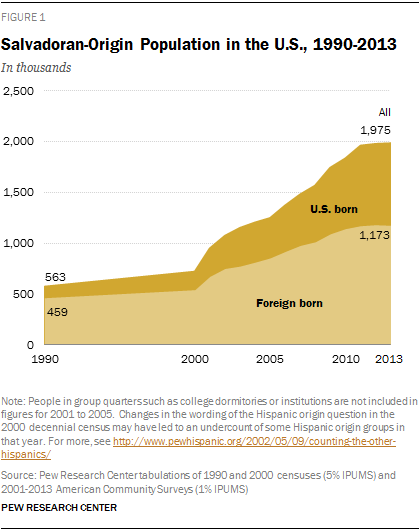 FIGURE 1
Salvadoran-Origin Population in the U.S., 1990-2013
In thousands
2,500
All
2,000
1,975
1,500
U.S. born
1,000
1,173
563
500
459
Foreign born
0
1990
2000
2005
2010
2013
Note: People in group quarters such as college dormitories or institutions are not included in
figures for 2001 to 2005. Changes in the wording of the Hispanic origin question in the
2000 decennial census may have led to an undercount of some Hispanic origin groups in
that year. For more, see http://www.pewhispanic.org/2002/05/09/counting-the-other-
hispanics/
Source: Pew Research Center tabulations of 1990 and 2000 censuses (5% IPUMS) and
2001-2013 American Community Surveys (1% IPUMS)
PEW RESEARCH CENTER